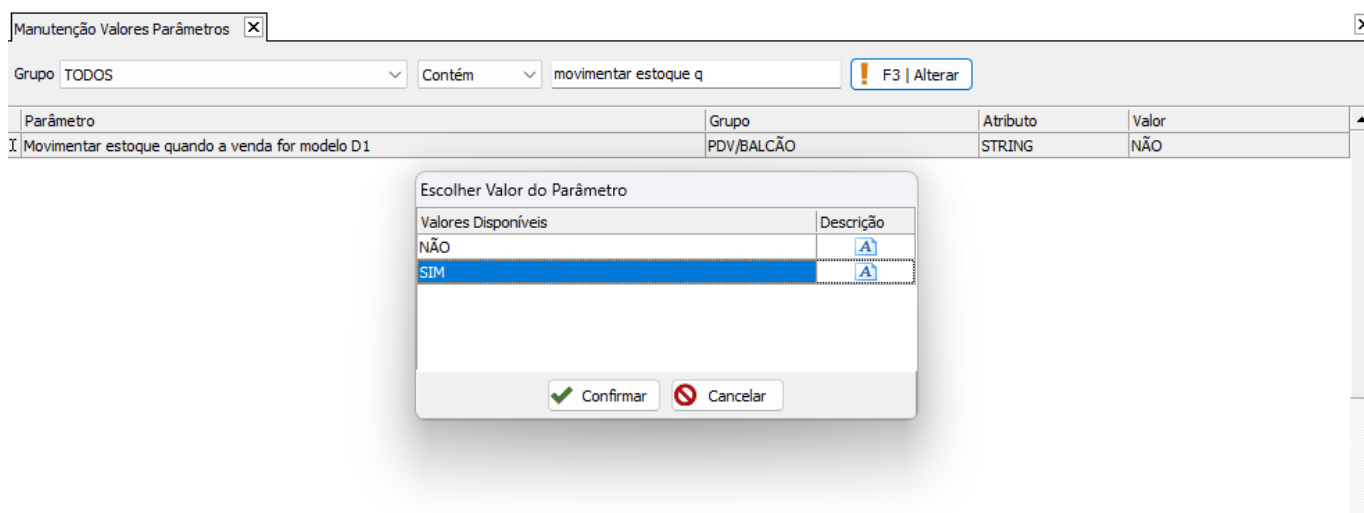 Manutenção Valores Parâmetros
Grupo TODOS Contém movimentar estoque q F3 | Alterar
Parâmetro Grupo Atributo Valor
Movimentar estoque quando a venda for modelo D1 PDV/BALCÃO STRING NÃO
Escolher Valor do Parâmetro
Valores Disponíveis Descrição
NÃO A
SIM A
Confirmar Cancelar